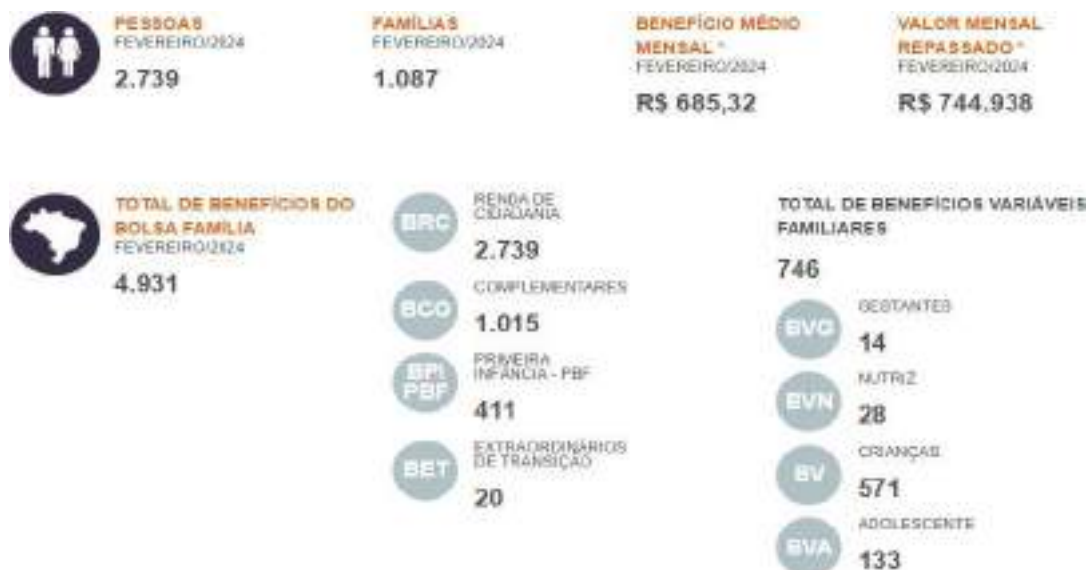 PESSOAS
FEVEREIRO/2024
2.739
FAMÍLIAS
FEVEREIRO/2024
1.087
BENEFÍCIO MÉDIO
MENSAL *
FEVEREIRO/2024
R$ 685,32
VALOR MENSAL
REPASSADO *
FEVEREIRO/2024
R$ 744.938
TOTAL DE BENEFÍCIOS DO
BOLSA FAMÍLIA
FEVEREIRO/2024
4.931
BRC
RENDA DE
CIDADANIA
2.739
BCO
COMPLEMENTARES
1.015
BPI
PBF
PRIMEIRA
INFÂNCIA - PBF
411
BET
EXTRAORDINÁRIOS
DE TRANSIÇÃO
20
TOTAL DE BENEFÍCIOS VARIÁVEIS
FAMILIARES
746
BVG
GESTANTES
14
BVN
NUTRIZ
28
BV
CRIANÇAS
571
BVA
ADOLESCENTE
133